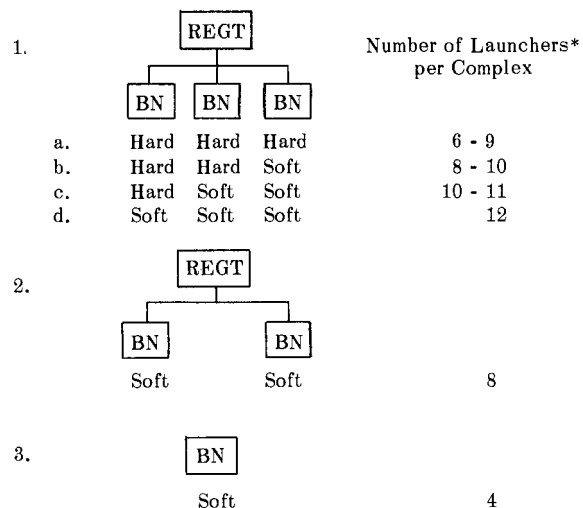 1.
REGT
Number of Launchers*
per Complex
BN BN BN
a. Hard Hard Hard 6 - 9
b. Hard Hard Soft 8 - 10
c. Hard Soft Soft 10 - 11
d. Soft Soft Soft 12
2.
REGT
BN BN
Soft Soft 8
3.
BN
Soft 4